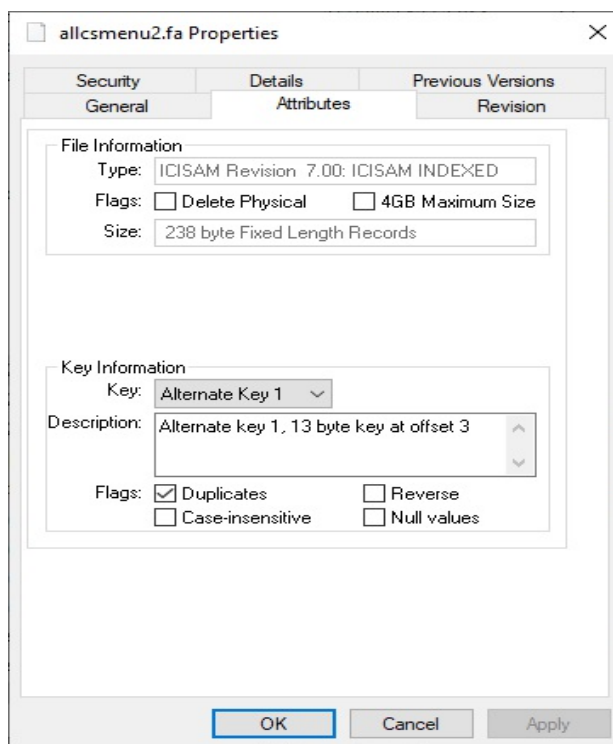 allcsmenu2.fa Properties
Security Details Previous Versions
General Attributes Revision
File Information
Type: ICISAM Revision 7.00: ICISAM INDEXED
Flags: Delete Physical 4GB Maximum Size
Size: 238 byte Fixed Length Records
Key Information
Key: Alternate Key 1
Description: Alternate key 1, 13 byte key at offset 3
Flags: Duplicates Reverse
Case-insensitive Null values
OK Cancel Apply